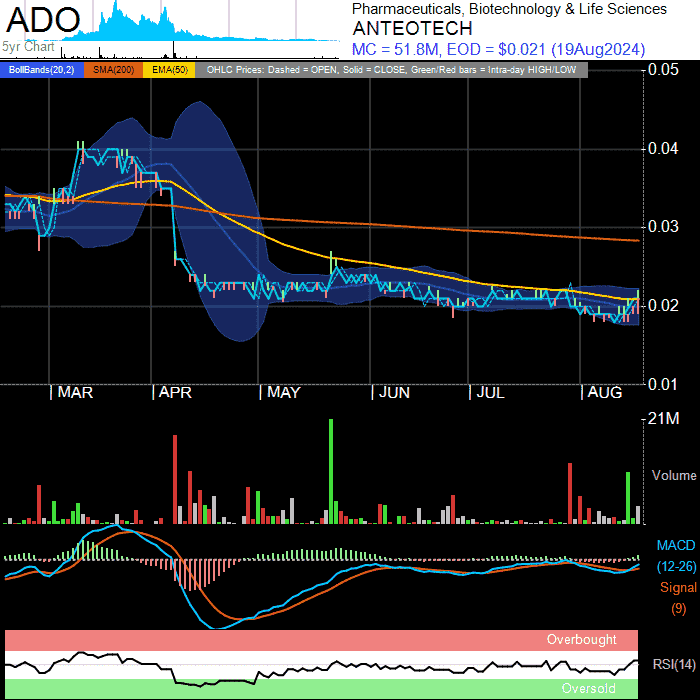 ADO
5yr Chart
Pharmaceuticals, Biotechnology & Life Sciences
ANTEOTECH
MC = 51.8M, EOD = $0.021 (19Aug2024)
BollBands(20,2) SMA(200) EMA(50) OHLC Prices: Dashed = OPEN, Solid = CLOSE, Green/Red bars = Intra-day HIGH/LOW
0.05
0.04
0.03
0.02
0.01
MAR APR MAY JUN JUL AUG
21M
Volume
MACD
(12-26)
Signal
(9)
Overbought
RSI(14)
Oversold